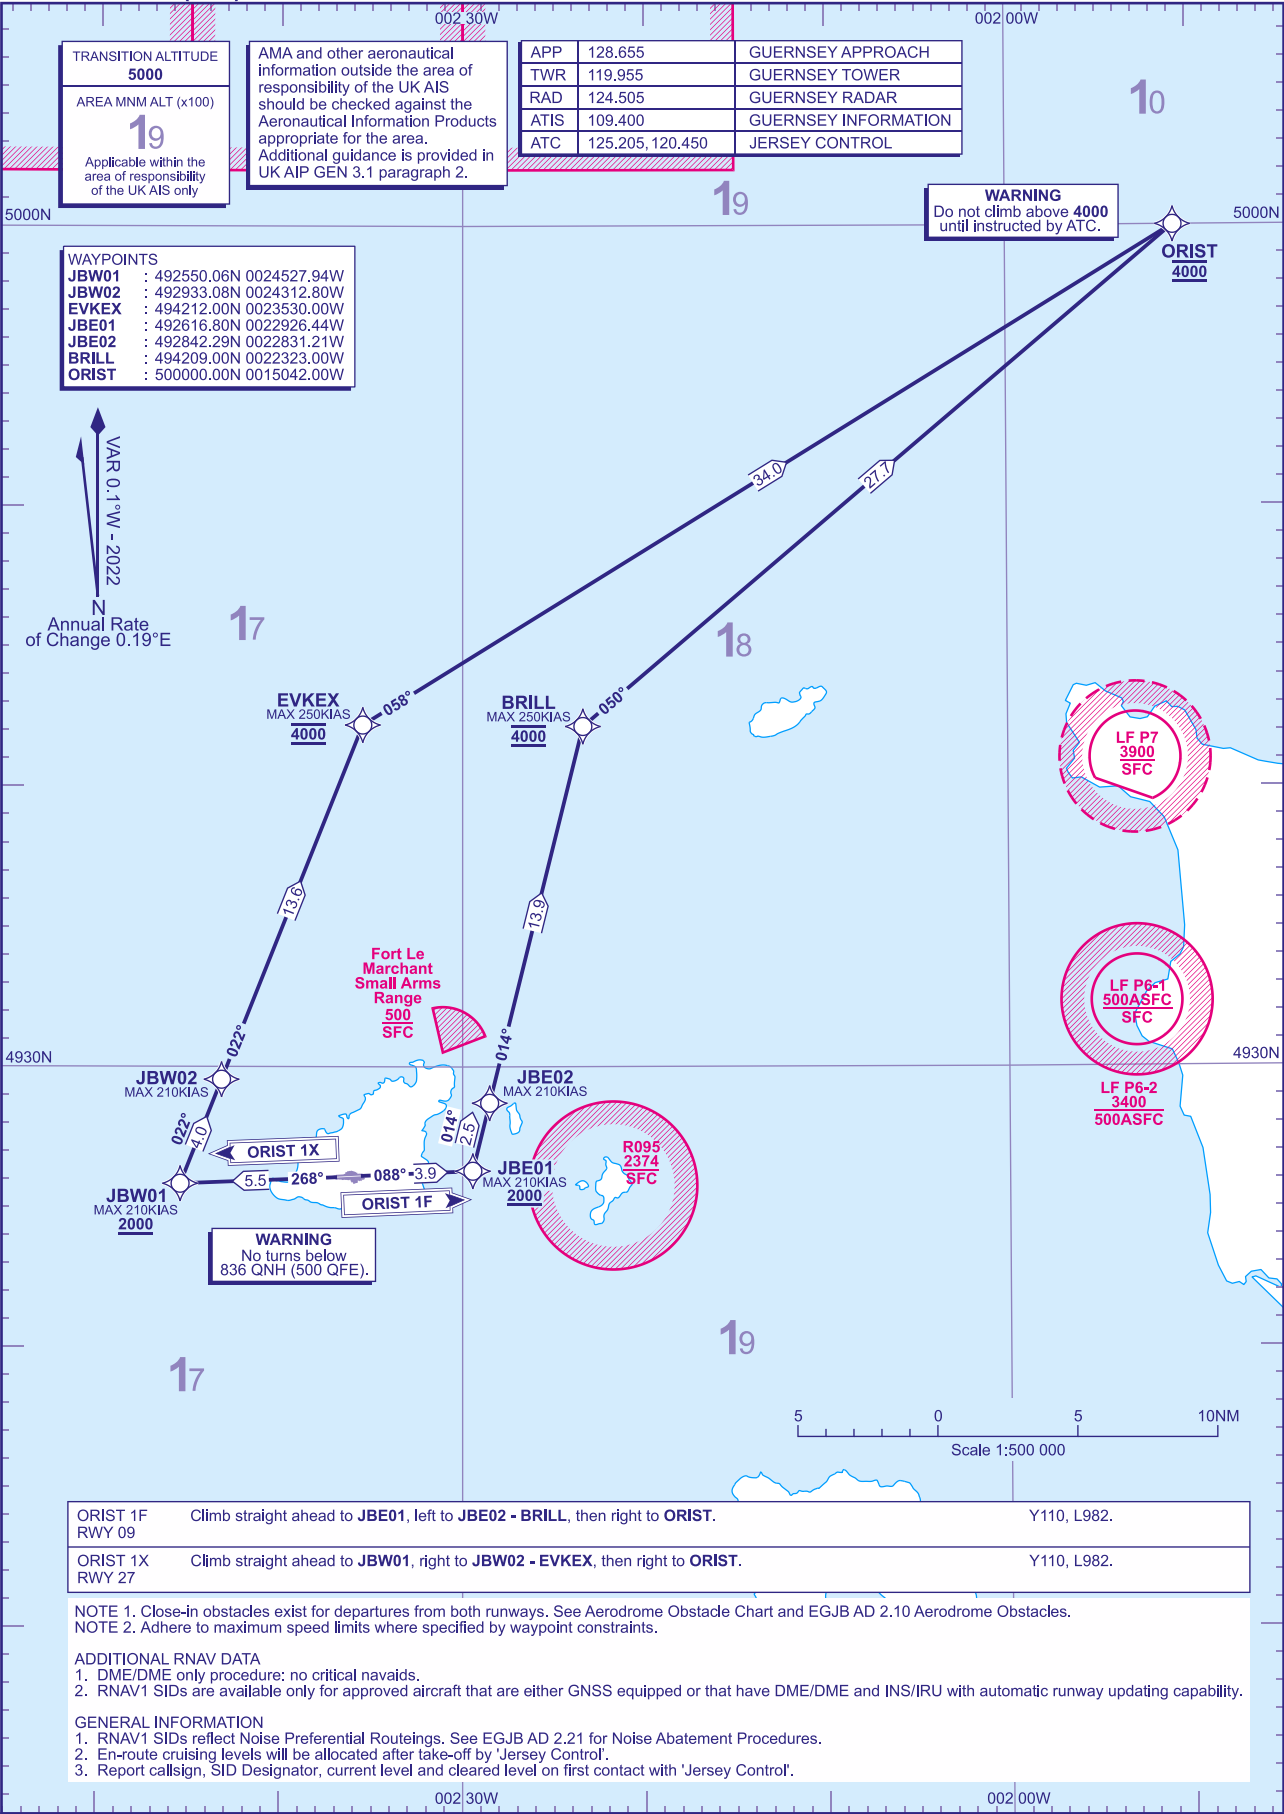 002 30W
002 00W
TRANSITION ALTITUDE
5000
AREA MNM ALT (x100)
19
Applicable within the
area of responsibility
of the UK AIS only
AMA and other aeronautical
information outside the area of
responsibility of the UK AIS
should be checked against the
Aeronautical Information Products
appropriate for the area.
Additional guidance is provided in
UK AIP GEN 3.1 paragraph 2.
APP 128.655 GUERNSEY APPROACH
TWR 119.955 GUERNSEY TOWER
RAD 124.505 GUERNSEY RADAR
ATIS 109.400 GUERNSEY INFORMATION
ATC 125.205, 120.450 JERSEY CONTROL
10
19
WARNING
Do not climb above 4000
until instructed by ATC.
5000N
5000N
ORIST
4000
WAYPOINTS
JBW01 : 492550.06N 0024527.94W
JBW02 : 492933.08N 0024312.80W
EVKEX : 494212.00N 0023530.00W
JBE01 : 492616.80N 0022926.44W
JBE02 : 492842.29N 0022831.21W
BRILL : 494209.00N 0022323.00W
ORIST : 500000.00N 0015042.00W
VAR 0.1°W - 2022
N
Annual Rate
of Change 0.19°E
34.0
27.7
17
18
EVKEX
MAX 250KIAS
4000
058°
BRILL
MAX 250KIAS
4000
050°
LF P7
3900
SFC
13.6
13.9
Fort Le
Marchant
Small Arms
Range
500
SFC
LF P6-1
500ASFC
SFC
022°
014°
4930N
4930N
JBW02
MAX 210KIAS
JBE02
MAX 210KIAS
LF P6-2
3400
500ASFC
022°
4.0
014°
2.5
ORIST 1X
R095
2374
SFC
5.5
268°
088°
3.9
JBE01
MAX 210KIAS
2000
JBW01
MAX 210KIAS
2000
ORIST 1F
WARNING
No turns below
836 QNH (500 QFE).
19
17
5 0 5 10NM
Scale 1:500 000
ORIST 1F Climb straight ahead to JBE01, left to JBE02 - BRILL, then right to ORIST. Y110, L982.
RWY 09
ORIST 1X Climb straight ahead to JBW01, right to JBW02 - EVKEX, then right to ORIST. Y110, L982.
RWY 27
NOTE 1. Close-in obstacles exist for departures from both runways. See Aerodrome Obstacle Chart and EGJB AD 2.10 Aerodrome Obstacles.
NOTE 2. Adhere to maximum speed limits where specified by waypoint constraints.
ADDITIONAL RNAV DATA
1. DME/DME only procedure: no critical navaids.
2. RNAV1 SIDs are available only for approved aircraft that are either GNSS equipped or that have DME/DME and INS/IRU with automatic runway updating capability.
GENERAL INFORMATION
1. RNAV1 SIDs reflect Noise Preferential Routeings. See EGJB AD 2.21 for Noise Abatement Procedures.
2. En-route cruising levels will be allocated after take-off by 'Jersey Control'.
3. Report callsign, SID Designator, current level and cleared level on first contact with 'Jersey Control'.
002 30W
002 00W